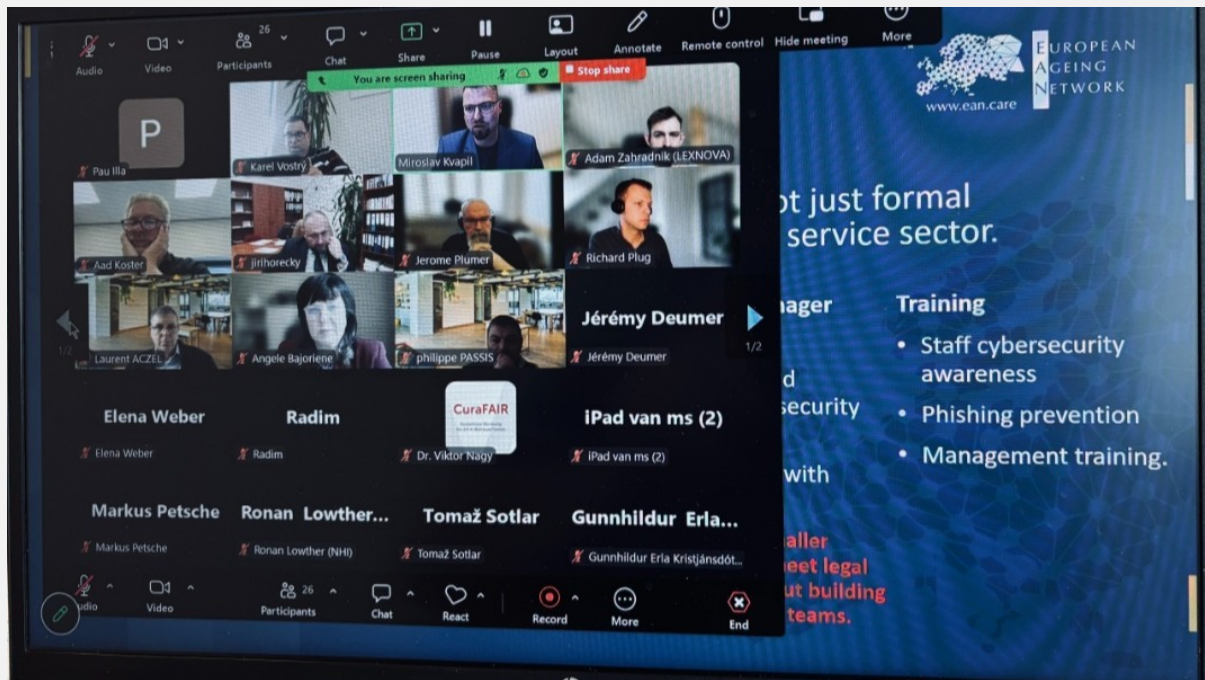 Audio
Video
Participants
26
Chat
Share
Pause
Layout
Annotate
Remote control
Hide meeting
More
You are screen sharing
Stop share
P
Pau Illa
Karel Vostrý
Miroslav Kvapil
Adam Zahradnik (LEXNOVA)
Aad Koster
jirihorecky
Jerome Plumer
Richard Plug
Laurent ACZEL
Angele Bajoriene
philippe PASSIS
Jérémy Deumer
Jérémy Deumer
1/2
1/2
Elena Weber
Elena Weber
Radim
Radim
CuraFAIR
Dr. Viktor Nagy
iPad van ms (2)
iPad van ms (2)
Markus Petsche
Markus Petsche
Ronan Lowther...
Ronan Lowther (NHI)
Tomaž Sotlar
Tomaž Sotlar
Gunnhildur Erla...
Gunnhildur Erla Kristjánsdót...
udio
Video
Participants
26
Chat
React
Record
More
End
www.ean.care
EUROPEAN
AGEING
NETWORK
ot just formal
service sector.
ager
d
security
with
Training
• Staff cybersecurity
awareness
• Phishing prevention
• Management training.
aller
eet legal
ut building
teams.